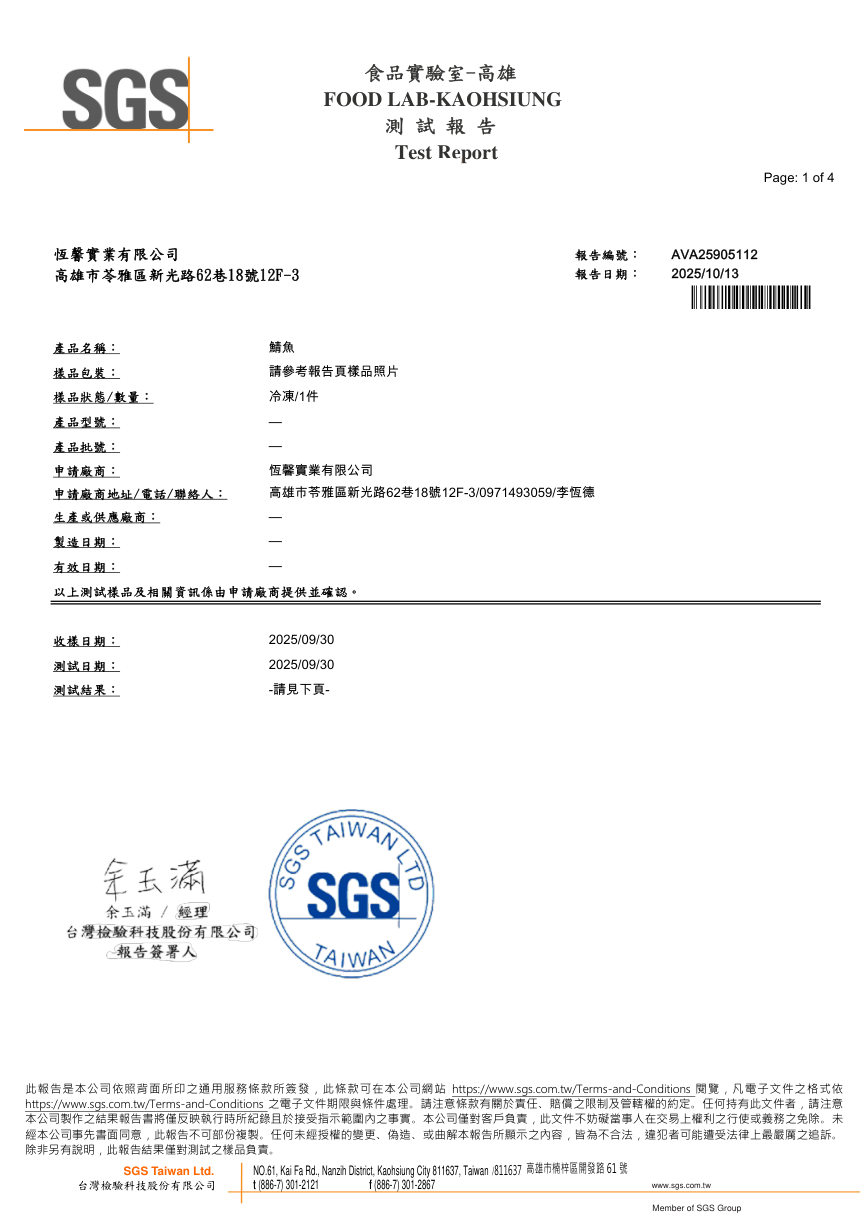 SGS
食品實驗室-高雄
FOOD LAB-KAOHSIUNG
測 試 報 告
Test Report
Page: 1 of 4
恆馨實業有限公司
高雄市苓雅區新光路62巷18號12F-3
報告編號： AVA25905112
報告日期： 2025/10/13
產品名稱： 鯖魚
樣品包裝： 請參考報告頁樣品照片
樣品狀態/數量： 冷凍/1件
產品型號： —
產品批號： —
申請廠商： 恆馨實業有限公司
申請廠商地址/電話/聯絡人： 高雄市苓雅區新光路62巷18號12F-3/0971493059/李恆德
生產或供應廠商： —
製造日期： —
有效日期： —
以上測試樣品及相關資訊係由申請廠商提供並確認。
收樣日期： 2025/09/30
測試日期： 2025/09/30
測試結果： -請見下頁-
余玉滿
余玉滿 / 經理
台灣檢驗科技股份有限公司
報告簽署人
SGS TAIWAN LTD
SGS
TAIWAN
此報告是本公司依照背面所印之通用服務條款所簽發，此條款可在本公司網站 https://www.sgs.com.tw/Terms-and-Conditions 閱覽，凡電子文件之格式依
https://www.sgs.com.tw/Terms-and-Conditions 之電子文件期限與條件處理。請注意條款有關於責任、賠償之限制及管轄權的約定。任何持有此文件者，請注意
本公司製作之結果報告書將僅反映執行時所紀錄且於接受指示範圍內之事實。本公司僅對客戶負責，此文件不妨礙當事人在交易上權利之行使或義務之免除。未
經本公司事先書面同意，此報告不可部份複製。任何未經授權的變更、偽造、或曲解本報告所顯示之內容，皆為不合法，違犯者可能遭受法律上最嚴厲之追訴。
除非另有說明，此報告結果僅對測試之樣品負責。
SGS Taiwan Ltd. NO.61, Kai Fa Rd., Nanzih District, Kaohsiung City 811637, Taiwan /811637 高雄市楠梓區開發路 61 號
台灣檢驗科技股份有限公司 t (886-7) 301-2121 f (886-7) 301-2867 www.sgs.com.tw
Member of SGS Group